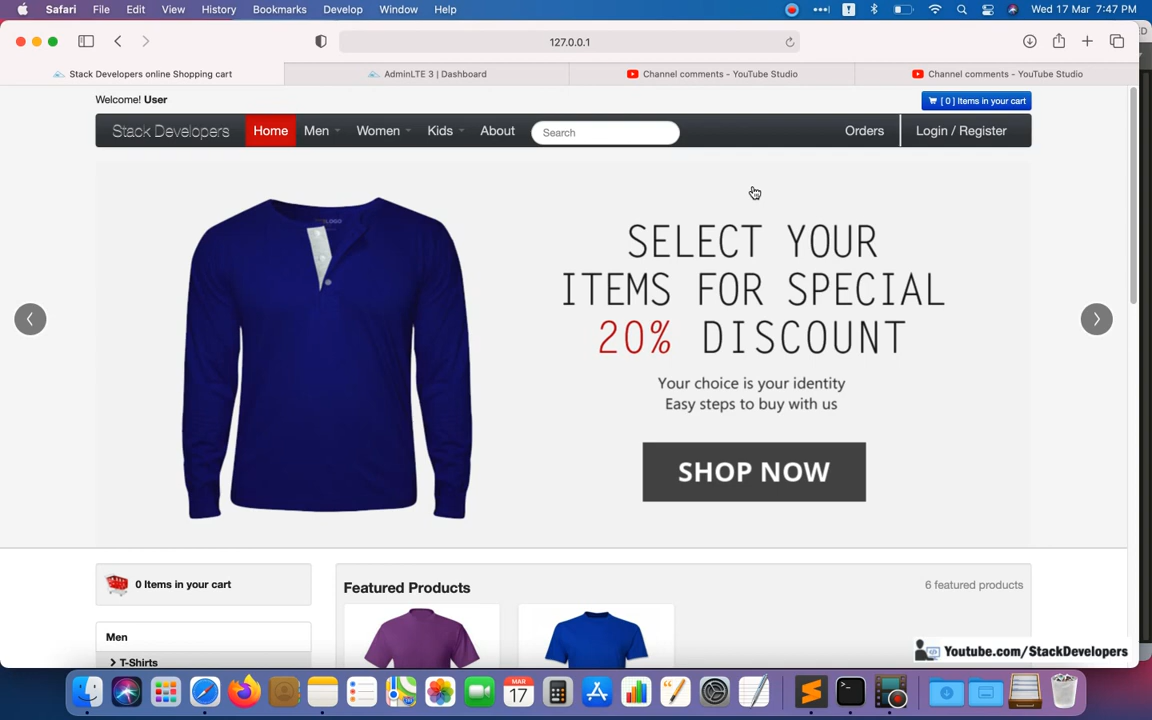 Safari File Edit View History Bookmarks Develop Window Help Wed 17 Mar 7:47 PM
127.0.0.1
Stack Developers online Shopping cart AdminLTE 3 | Dashboard Channel comments - YouTube Studio Channel comments - YouTube Studio
Welcome! User [ 0 ] Items in your cart
Stack Developers Home Men Women Kids About Search Orders Login / Register
SELECT YOUR
ITEMS FOR SPECIAL
20% DISCOUNT
Your choice is your identity
Easy steps to buy with us
SHOP NOW
0 Items in your cart
Featured Products 6 featured products
Men
T-Shirts
Youtube.com/StackDevelopers
MAR
17